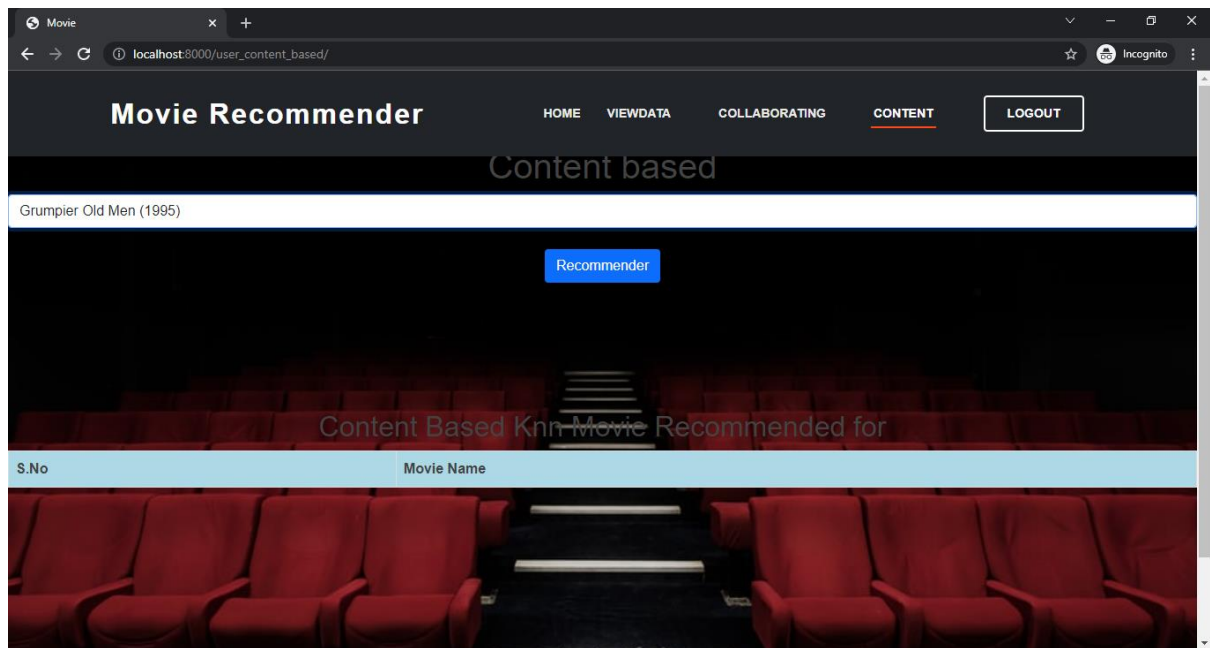 Movie
localhost:8000/user_content_based/
Incognito
Movie Recommender
HOME VIEWDATA COLLABORATING CONTENT LOGOUT
Content based
Grumpier Old Men (1995)
Recommender
Content Based Knn Movie Recommended for
S.No Movie Name